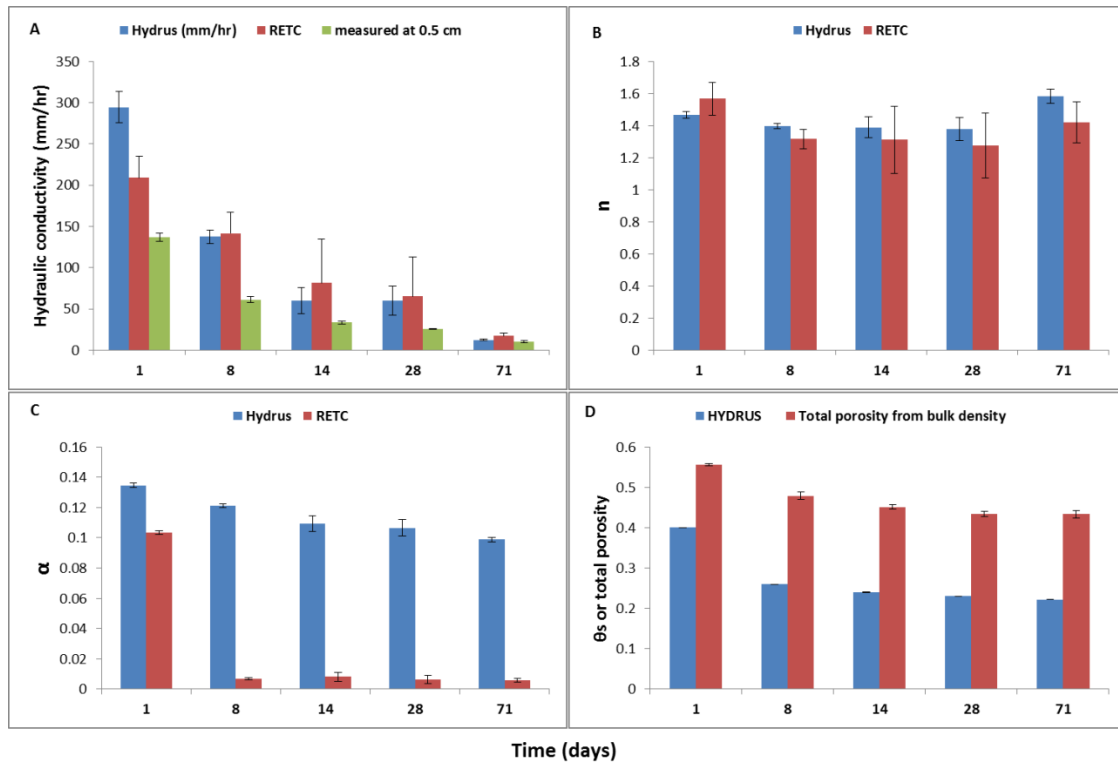 A
Hydrus (mm/hr) RETC measured at 0.5 cm
Hydraulic conductivity (mm/hr)
350
300
250
200
150
100
50
0
1 8 14 28 71
B
Hydrus RETC
n
1.8
1.6
1.4
1.2
1
0.8
0.6
0.4
0.2
0
1 8 14 28 71
C
Hydrus RETC
α
0.16
0.14
0.12
0.1
0.08
0.06
0.04
0.02
0
1 8 14 28 71
D
HYDRUS Total porosity from bulk density
θs or total porosity
0.6
0.5
0.4
0.3
0.2
0.1
0
1 8 14 28 71
Time (days)